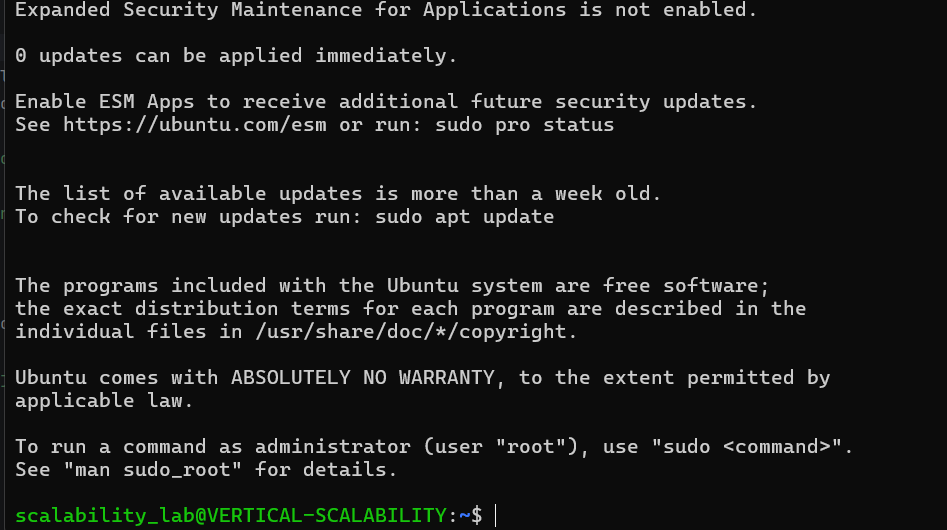 Expanded Security Maintenance for Applications is not enabled.
0 updates can be applied immediately.
Enable ESM Apps to receive additional future security updates.
See https://ubuntu.com/esm or run: sudo pro status
The list of available updates is more than a week old.
To check for new updates run: sudo apt update
The programs included with the Ubuntu system are free software;
the exact distribution terms for each program are described in the
individual files in /usr/share/doc/*/copyright.
Ubuntu comes with ABSOLUTELY NO WARRANTY, to the extent permitted by
applicable law.
To run a command as administrator (user "root"), use "sudo <command>".
See "man sudo_root" for details.
scalability_lab@VERTICAL-SCALABILITY:~$